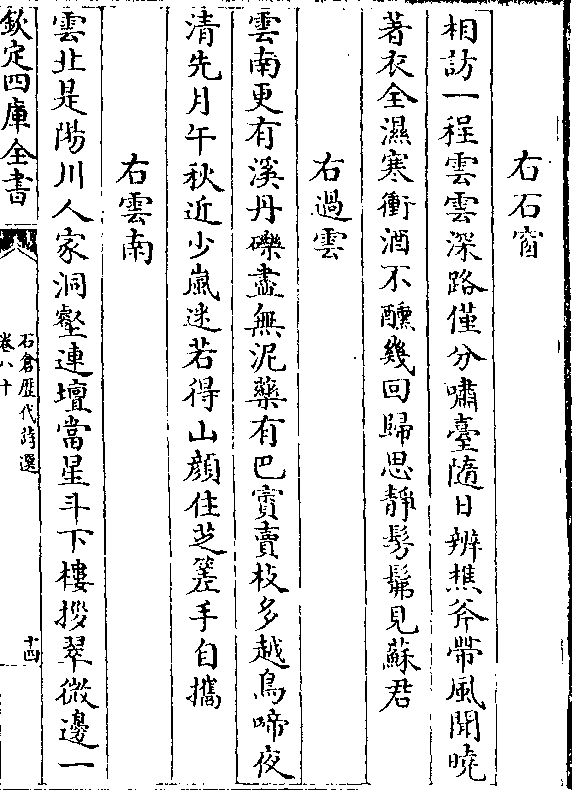 右石窗
相訪一程雲雲深路僅分嘯臺隨日辨樵斧帶風聞曉
著衣全濕寒衝酒不醺幾回歸思靜髣髴見蘇君
右過雲
雲南更有溪丹礫盡無泥藥有巴賨賣枝多越鳥啼夜
清先月午秋近少嵐迷若得山顔住芝䕢手自攜
右雲南
雲北是陽川人家洞壑連壇當星斗下樓拶翠微邊一
欽定四庫全書
石倉歴代詩選
卷八十
十四